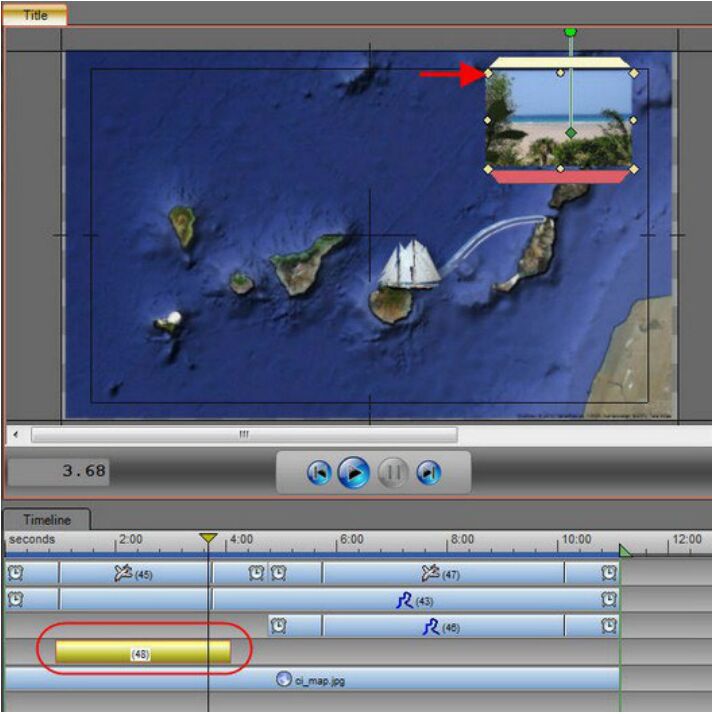 Title
3.68
Timeline
seconds 2:00 4:00 6:00 8:00 10:00 12:00
(45) (47)
(43)
(46)
(48)
ci_map.jpg